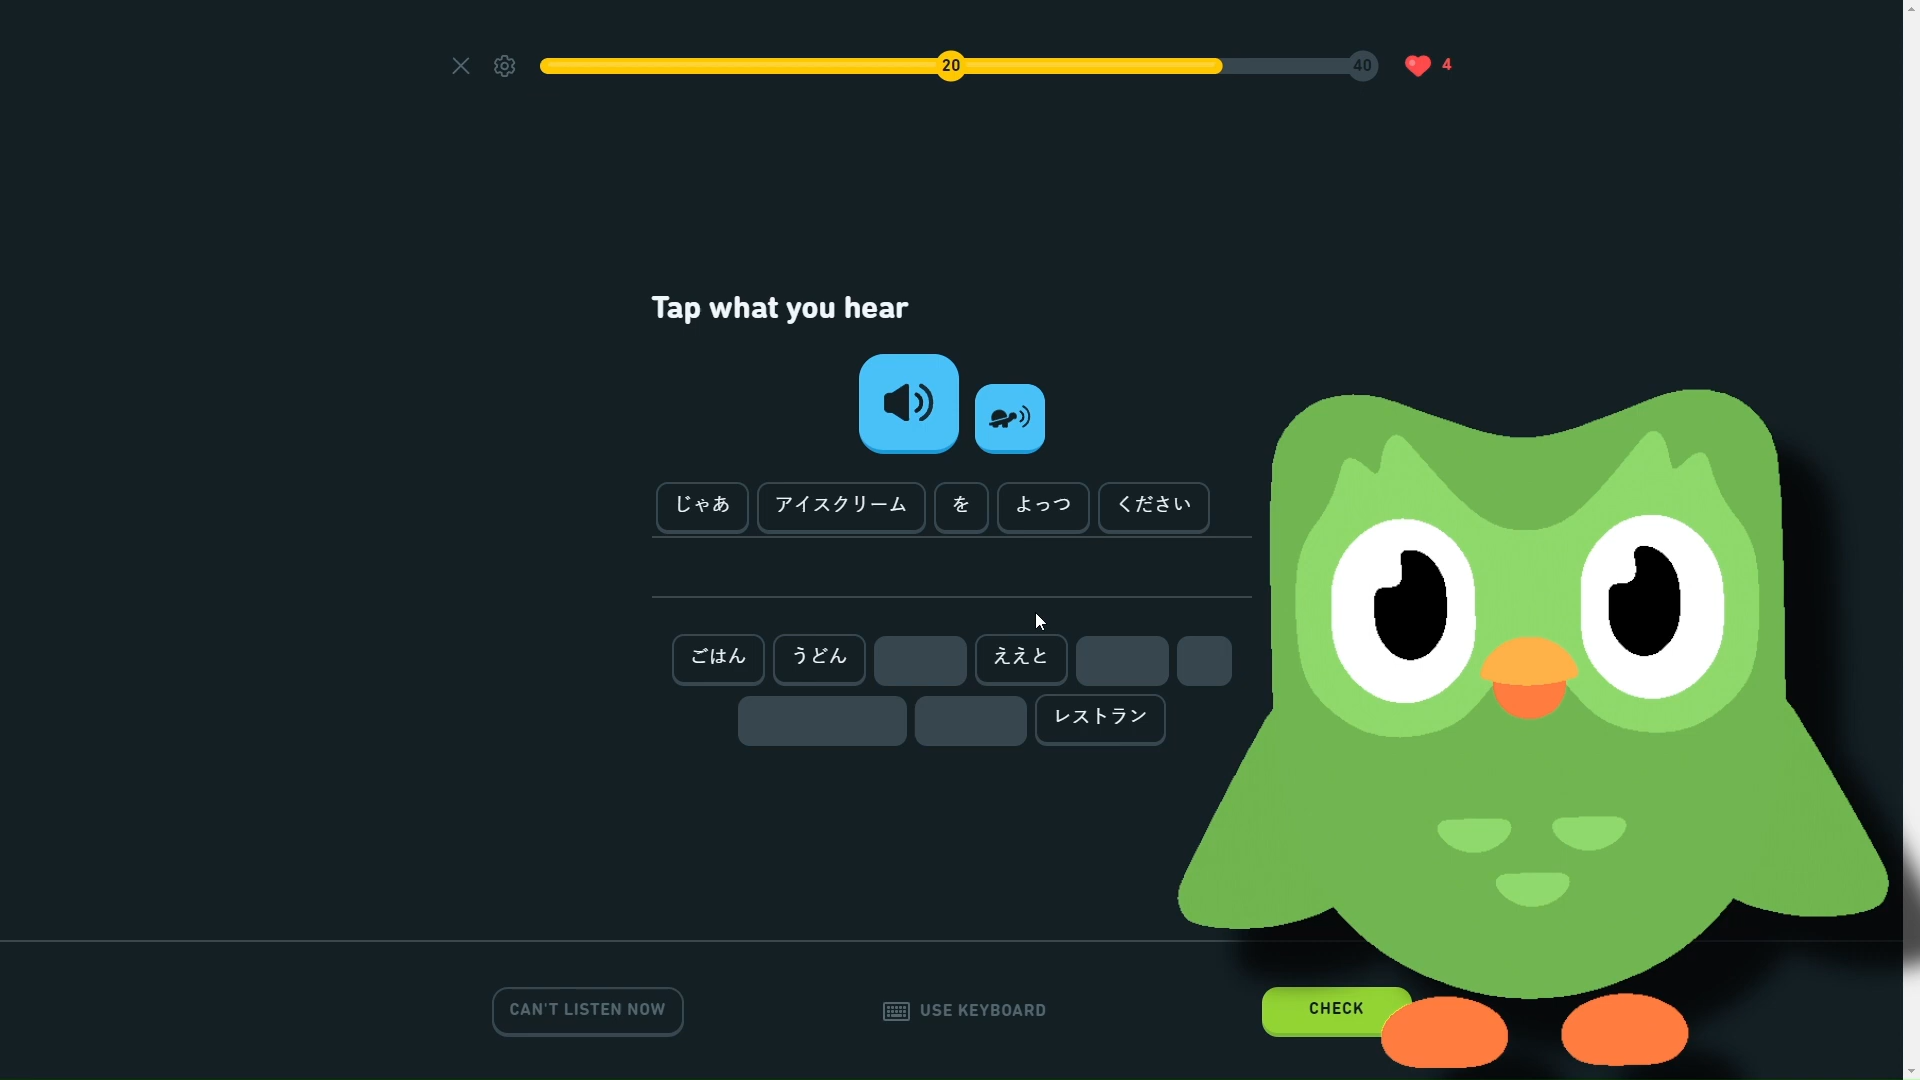 20 40 4
Tap what you hear
じゃあ アイスクリーム を よっつ ください
ごはん うどん ええと
レストラン
CAN'T LISTEN NOW USE KEYBOARD CHECK